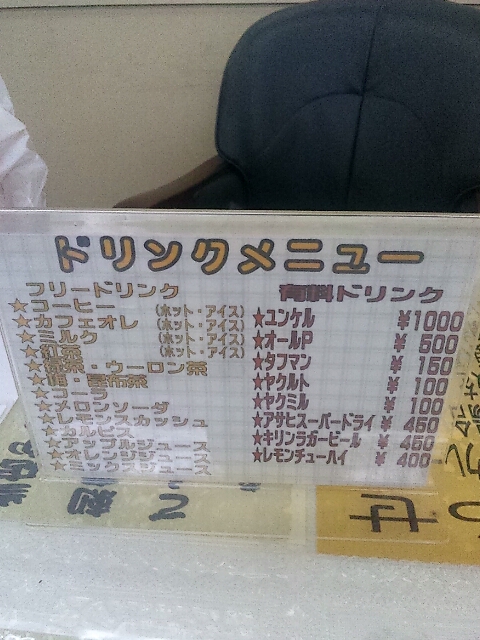 ドリンクメニュー
フリードリンク
★コーヒー (ホット・アイス)
★カフェオレ (ホット・アイス)
★ミルク (ホット・アイス)
★紅茶 (ホット・アイス)
★緑茶・ウーロン茶
★梅・昆布茶
★コーラ
★メロンソーダ
★レモンスカッシュ
★カルピス
★アップルジュース
★オレンジジュース
★ミックスジュース
有料ドリンク
★ユンケル ¥1000
★オールP ¥ 500
★タフマン ¥ 150
★ヤクルト ¥ 100
★ヤクミル ¥ 100
★アサヒスーパードライ ¥ 450
★キリンラガービール ¥ 450
★レモンチューハイ ¥ 400